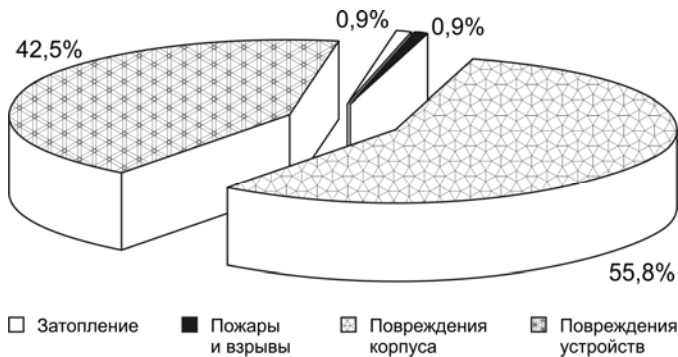 42,5%
0,9%
0,9%
55,8%
Затопление
Пожары
и взрывы
Повреждения
корпуса
Повреждения
устройств